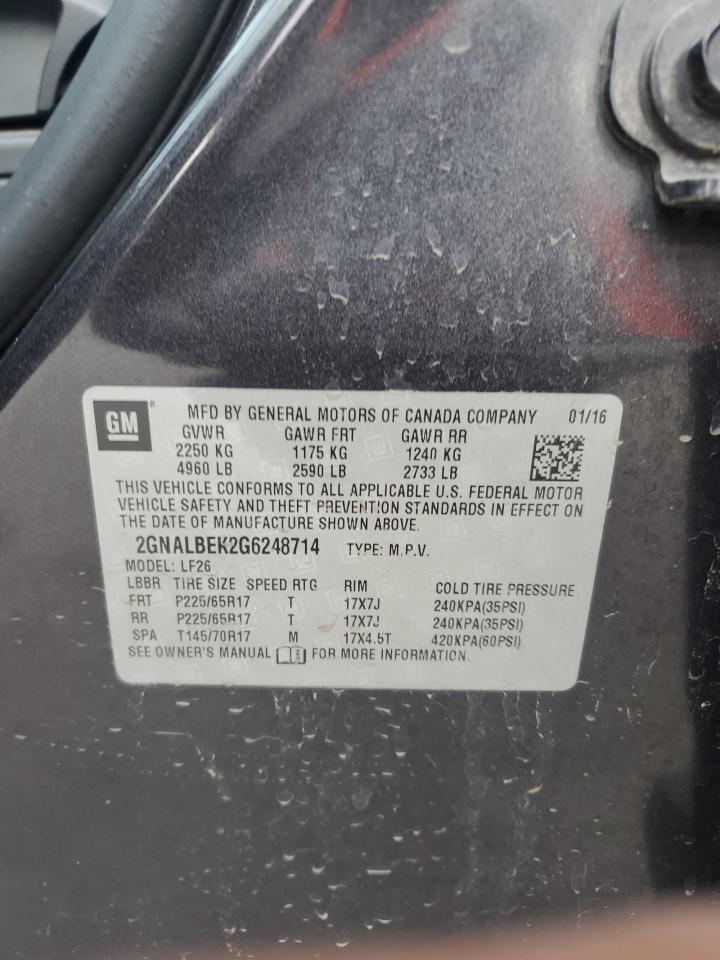 GM ® MFD BY GENERAL MOTORS OF CANADA COMPANY 01/16
GVWR GAWR FRT GAWR RR
2250 KG 1175 KG 1240 KG
4960 LB 2590 LB 2733 LB
THIS VEHICLE CONFORMS TO ALL APPLICABLE U.S. FEDERAL MOTOR
VEHICLE SAFETY AND THEFT PREVENTION STANDARDS IN EFFECT ON
THE DATE OF MANUFACTURE SHOWN ABOVE.
2GNALBEK2G6248714 TYPE: M.P.V.
MODEL: LF26
LBBR TIRE SIZE SPEED RTG RIM COLD TIRE PRESSURE
FRT P225/65R17 T 17X7J 240KPA(35PSI)
RR P225/65R17 T 17X7J 240KPA(35PSI)
SPA T145/70R17 M 17X4.5T 420KPA(60PSI)
SEE OWNER'S MANUAL FOR MORE INFORMATION.